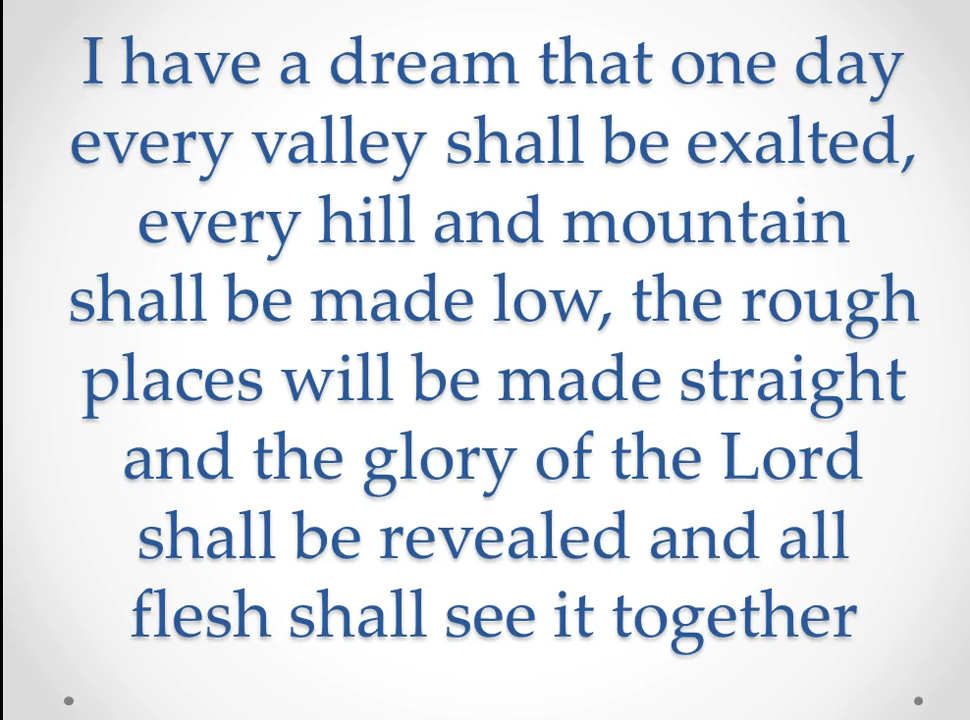 I have a dream that one day
every valley shall be exalted,
every hill and mountain
shall be made low, the rough
places will be made straight
and the glory of the Lord
shall be revealed and all
flesh shall see it together